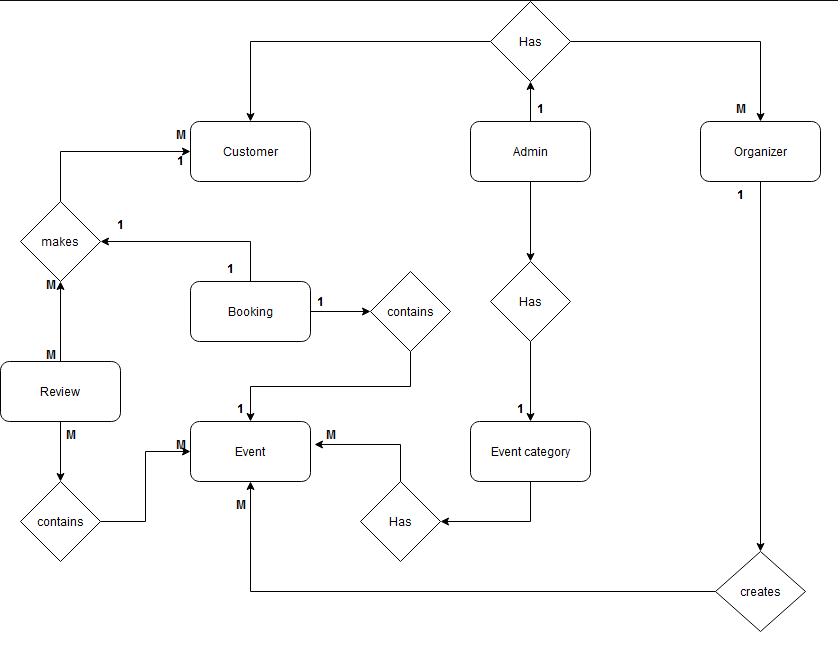 Has
1
M
M
Customer
1
Admin
Organizer
1
1
makes
1
Has
M
Booking
1
contains
M
Review
1
1
M
M
Event
M
Event category
M
contains
Has
creates